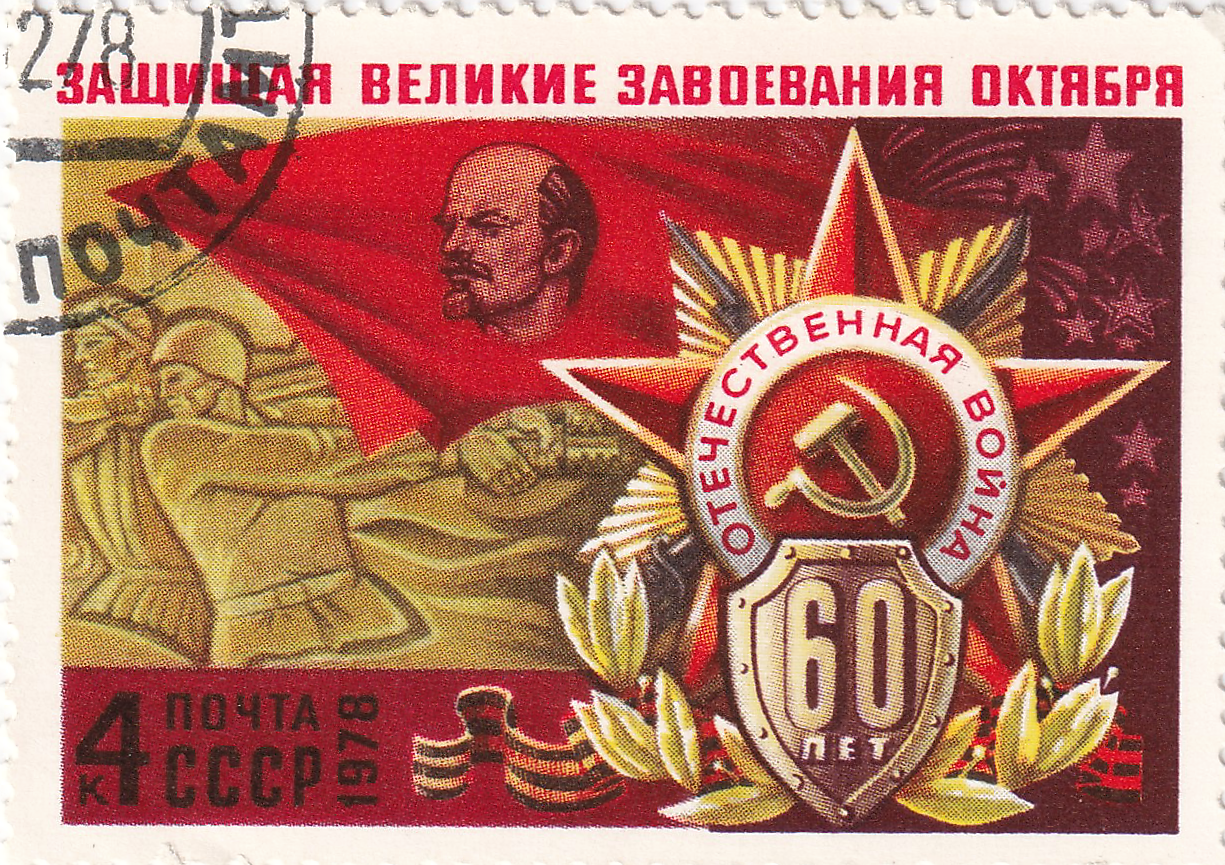 278
ПОЧТА
ЗАЩИЩАЯ ВЕЛИКИЕ ЗАВОЕВАНИЯ ОКТЯБРЯ
ОТЕЧЕСТВЕННАЯ ВОЙНА
60
ЛЕТ
4 К
ПОЧТА
СССР
1978